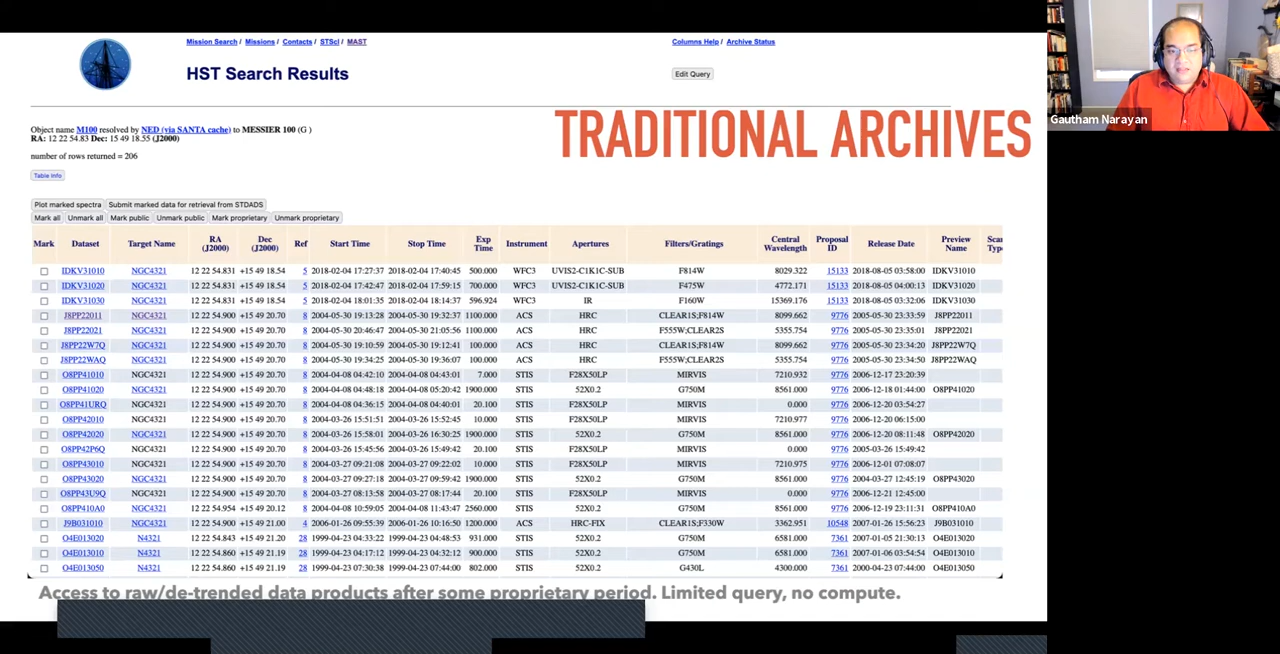 Mission Search / Missions / Contacts / STScI / MAST
Columns Help / Archive Status
HST Search Results
Edit Query
TRADITIONAL ARCHIVES
Gautham Narayan
Object name M100 resolved by NED (via SANTA cache) to MESSIER 100 (G )
RA: 12 22 54.83 Dec: 15 49 18.55 (J2000)
number of rows returned = 206
Table info
Plot marked spectra Submit marked data for retrieval from STDADS
Mark all Unmark all Mark public Unmark public Mark proprietary Unmark proprietary
Mark Dataset Target Name RA (J2000) Dec (J2000) Ref Start Time Stop Time Exp Time Instrument Apertures Filters/Gratings Central Wavelength Proposal ID Release Date Preview Name Scan Type
IDKV31010 NGC4321 12 22 54.831 +15 49 18.54 5 2018-02-04 17:27:37 2018-02-04 17:40:45 500.000 WFC3 UVIS2-C1K1C-SUB F814W 8029.322 15133 2018-08-05 03:58:00 IDKV31010
IDKV31020 NGC4321 12 22 54.831 +15 49 18.54 5 2018-02-04 17:42:47 2018-02-04 17:59:15 700.000 WFC3 UVIS2-C1K1C-SUB F475W 4772.171 15133 2018-08-05 04:00:13 IDKV31020
IDKV31030 NGC4321 12 22 54.831 +15 49 18.54 5 2018-02-04 18:01:35 2018-02-04 18:14:37 596.924 WFC3 IR F160W 15369.176 15133 2018-08-05 03:32:06 IDKV31030
J8PP22011 NGC4321 12 22 54.900 +15 49 20.70 8 2004-05-30 19:13:28 2004-05-30 19:32:37 1100.000 ACS HRC CLEAR1S;F814W 8099.662 9776 2005-05-30 23:33:59 J8PP22011
J8PP22021 NGC4321 12 22 54.900 +15 49 20.70 8 2004-05-30 20:46:47 2004-05-30 21:05:56 1100.000 ACS HRC F555W;CLEAR2S 5355.754 9776 2005-05-30 23:35:01 J8PP22021
J8PP22W7Q NGC4321 12 22 54.900 +15 49 20.70 8 2004-05-30 19:10:59 2004-05-30 19:12:41 100.000 ACS HRC CLEAR1S;F814W 8099.662 9776 2005-05-30 23:34:20 J8PP22W7Q
J8PP22WAQ NGC4321 12 22 54.900 +15 49 20.70 8 2004-05-30 19:34:25 2004-05-30 19:36:07 100.000 ACS HRC F555W;CLEAR2S 5355.754 9776 2005-05-30 23:34:50 J8PP22WAQ
O8PP41010 NGC4321 12 22 54.900 +15 49 20.70 8 2004-04-08 04:42:10 2004-04-08 04:43:01 7.000 STIS F28X50LP MIRVIS 7210.932 9776 2006-12-17 23:20:39
O8PP41020 NGC4321 12 22 54.900 +15 49 20.70 8 2004-04-08 04:48:18 2004-04-08 05:20:42 1900.000 STIS 52X0.2 G750M 8561.000 9776 2006-12-18 01:44:00 O8PP41020
O8PP41URQ NGC4321 12 22 54.900 +15 49 20.70 8 2004-04-08 04:36:15 2004-04-08 04:40:01 20.100 STIS F28X50LP MIRVIS 0.000 9776 2006-12-20 03:54:27
O8PP42010 NGC4321 12 22 54.900 +15 49 20.70 8 2004-03-26 15:51:51 2004-03-26 15:52:45 10.000 STIS F28X50LP MIRVIS 7210.977 9776 2006-12-20 06:15:00
O8PP42020 NGC4321 12 22 54.900 +15 49 20.70 8 2004-03-26 15:58:01 2004-03-26 16:30:25 1900.000 STIS 52X0.2 G750M 8561.000 9776 2006-12-20 08:11:48 O8PP42020
O8PP42P6Q NGC4321 12 22 54.900 +15 49 20.70 8 2004-03-26 15:45:56 2004-03-26 15:49:42 20.100 STIS F28X50LP MIRVIS 0.000 9776 2005-03-26 15:49:42
O8PP43010 NGC4321 12 22 54.900 +15 49 20.70 8 2004-03-27 09:21:08 2004-03-27 09:22:02 10.000 STIS F28X50LP MIRVIS 7210.975 9776 2006-12-01 07:08:07
O8PP43020 NGC4321 12 22 54.900 +15 49 20.70 8 2004-03-27 09:27:18 2004-03-27 09:59:42 1900.000 STIS 52X0.2 G750M 8561.000 9776 2004-03-27 12:45:19 O8PP43020
O8PP43U9Q NGC4321 12 22 54.900 +15 49 20.70 8 2004-03-27 08:13:58 2004-03-27 08:17:44 20.100 STIS F28X50LP MIRVIS 0.000 9776 2006-12-21 12:45:00
O8PP410A0 NGC4321 12 22 54.954 +15 49 20.12 8 2004-04-08 10:59:05 2004-04-08 11:43:47 2560.000 STIS 52X0.2 G750M 8561.000 9776 2006-12-19 23:11:31 O8PP410A0
J9B031010 NGC4321 12 22 54.900 +15 49 21.00 4 2006-01-26 09:55:39 2006-01-26 10:16:50 1200.000 ACS HRC-FIX CLEAR1S;F330W 3362.951 10548 2007-01-26 15:56:23 J9B031010
O4E013020 N4321 12 22 54.843 +15 49 21.20 28 1999-04-23 04:33:22 1999-04-23 04:48:53 931.000 STIS 52X0.2 G750M 6581.000 7361 2007-01-05 21:30:13 O4E013020
O4E013010 N4321 12 22 54.860 +15 49 21.19 28 1999-04-23 04:17:12 1999-04-23 04:32:12 900.000 STIS 52X0.2 G750M 6581.000 7361 2007-01-06 03:54:54 O4E013010
O4E013050 N4321 12 22 54.860 +15 49 21.19 28 1999-04-23 07:30:38 1999-04-23 07:44:00 802.000 STIS 52X0.2 G430L 4300.000 7361 2000-04-23 07:44:00 O4E013050
Access to raw/de-trended data products after some proprietary period. Limited query, no compute.